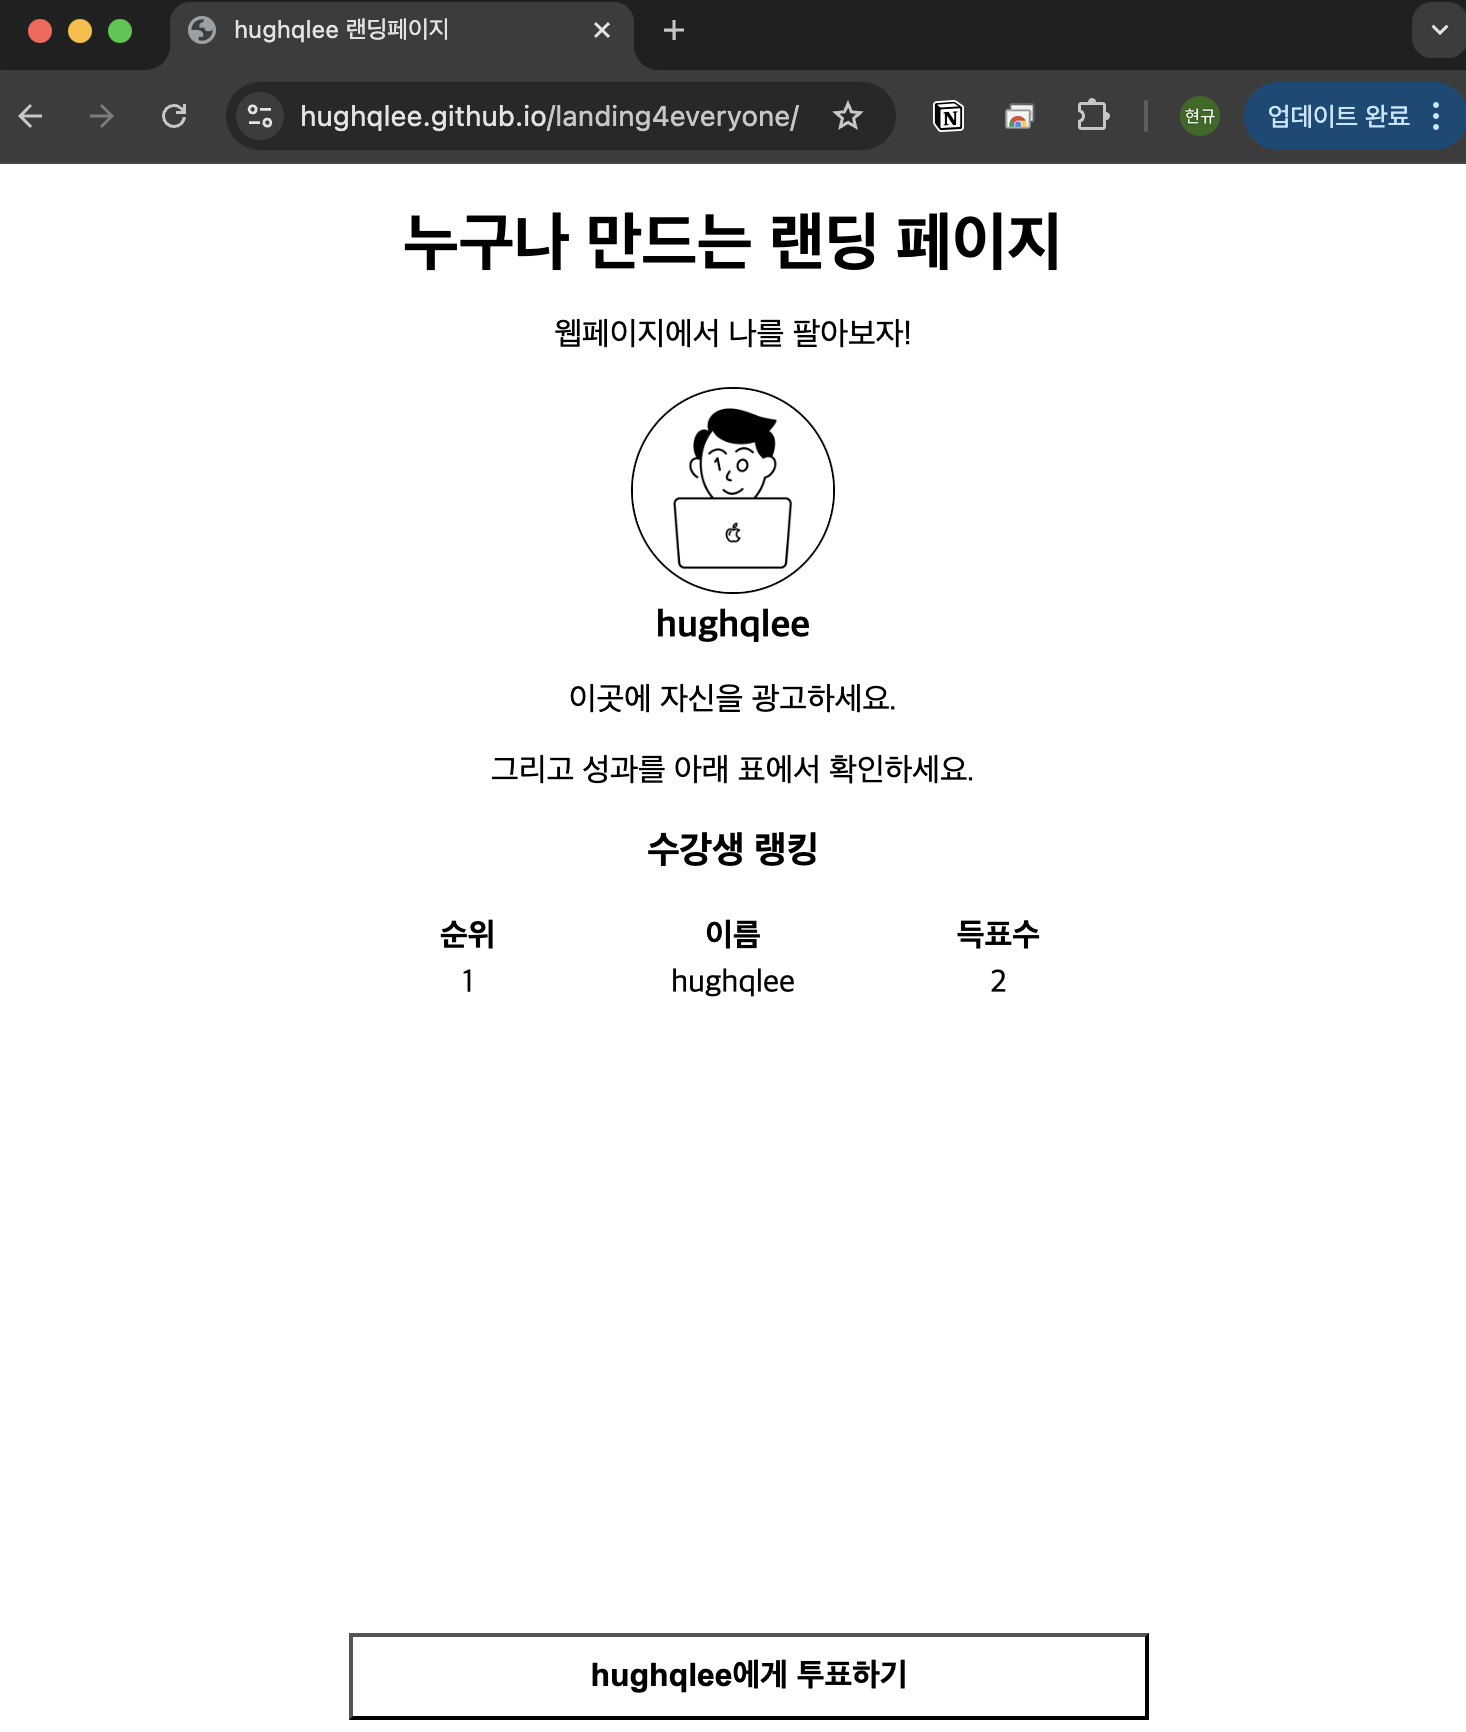 hughqlee 랜딩페이지
hughqlee.github.io/landing4everyone/
N
현규
업데이트 완료
누구나 만드는 랜딩 페이지
웹페이지에서 나를 팔아보자!
hughqlee
이곳에 자신을 광고하세요.
그리고 성과를 아래 표에서 확인하세요.
수강생 랭킹
순위 이름 득표수
1 hughqlee 2
hughqlee에게 투표하기